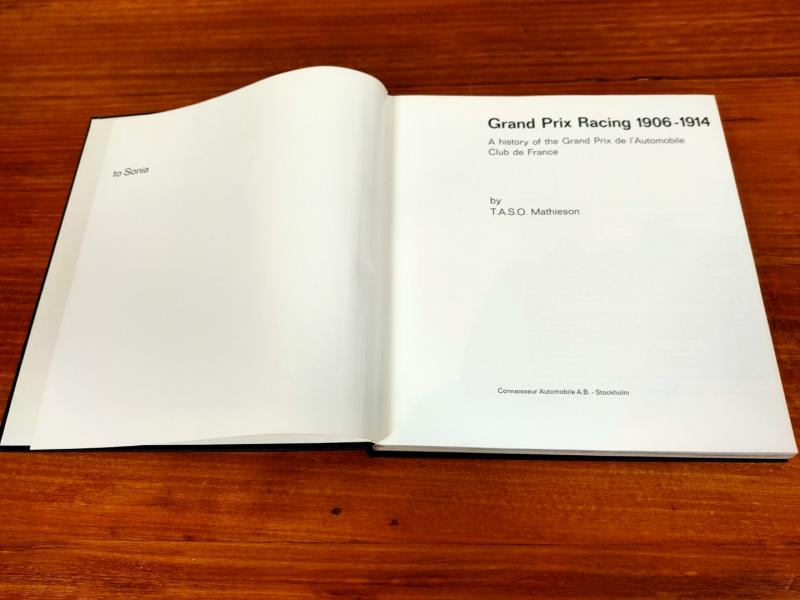 to Sonia
Grand Prix Racing 1906-1914
A history of the Grand Prix de l'Automobile
Club de France
by
T.A.S.O. Mathieson
Connaisseur Automobile A.B. - Stockholm